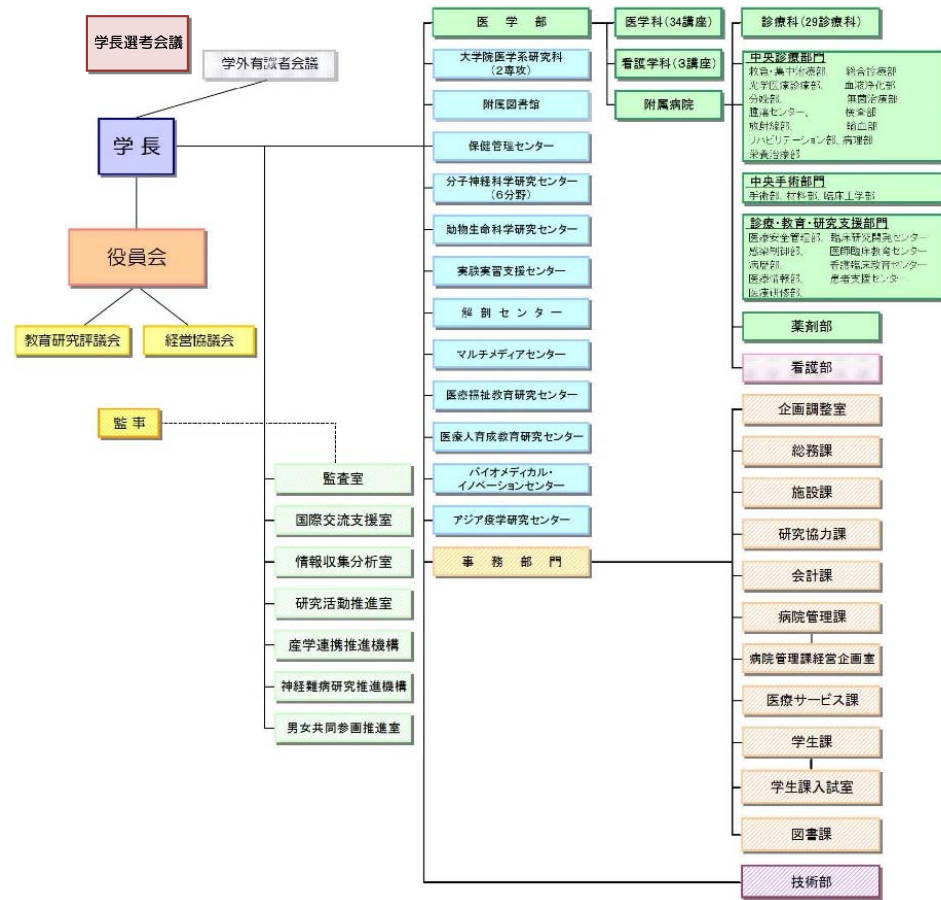 学長選考会議
学外有識者会議
学長
役員会
教育研究評議会
経営協議会
監事
監査室
国際交流支援室
情報収集分析室
研究活動推進室
産学連携推進機構
神経難病研究推進機構
男女共同参画推進室
医学部
大学院医学系研究科
(2専攻)
附属図書館
保健管理センター
分子神経科学研究センター
(6分野)
動物生命科学研究センター
実験実習支援センター
解剖センター
マルチメディアセンター
医療福祉教育研究センター
医療人育成教育研究センター
バイオメディカル・
イノベーションセンター
アジア疫学研究センター
事務部門
医学科(34講座)
看護学科(3講座)
附属病院
診療科(29診療科)
中央診療部門
救急・集中治療部、 総合診療部
光学医療診療部、 血液浄化部
分娩部、 無菌治療部
腫瘍センター、 検査部
放射線部、 輸血部
リハビリテーション部、病理部
栄養治療部
中央手術部門
手術部、材料部、臨床工学部
診療・教育・研究支援部門
医療安全管理部、臨床研究開発センター
感染制御部、 医師臨床教育センター
病歴部、 看護臨床教育センター
医療情報部、 患者支援センター
医療研修部、
薬剤部
看護部
企画調整室
総務課
施設課
研究協力課
会計課
病院管理課
病院管理課経営企画室
医療サービス課
学生課
学生課入試室
図書課
技術部